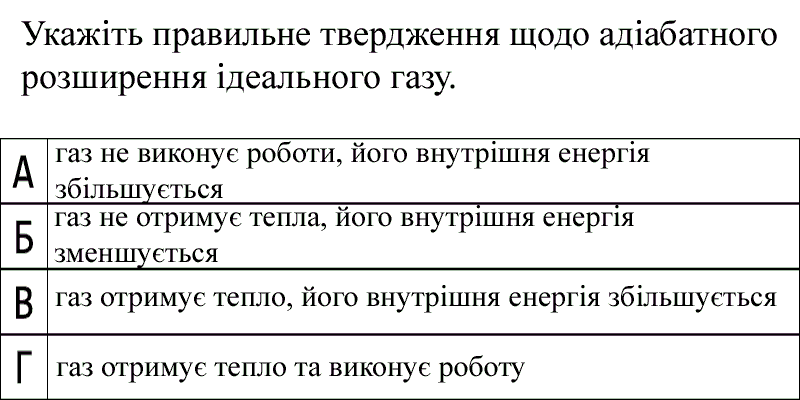 Укажіть правильне твердження щодо адіабатного
розширення ідеального газу.
А
газ не виконує роботи, його внутрішня енергія
збільшується
Б
газ не отримує тепла, його внутрішня енергія
зменшується
В
газ отримує тепло, його внутрішня енергія збільшується
Г
газ отримує тепло та виконує роботу